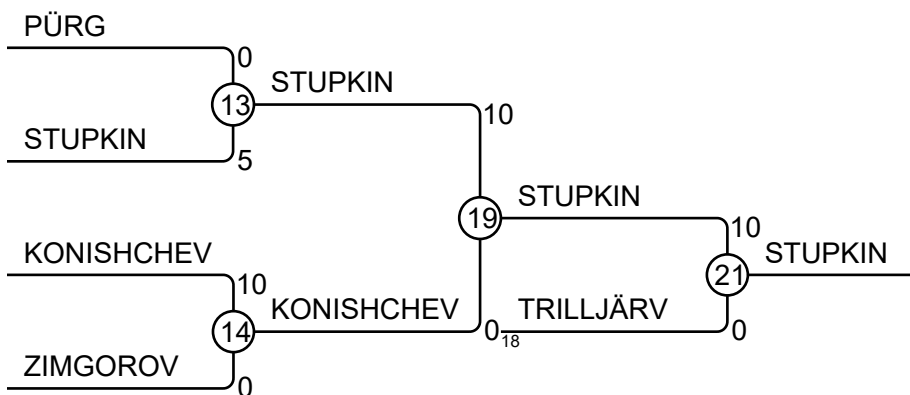 PÜRG
0
13
STUPKIN
10
STUPKIN
5
19
STUPKIN
10
KONISHCHEV
10
21
STUPKIN
14
KONISHCHEV
0
18
TRILLJÄRV
0
ZIMGOROV
0